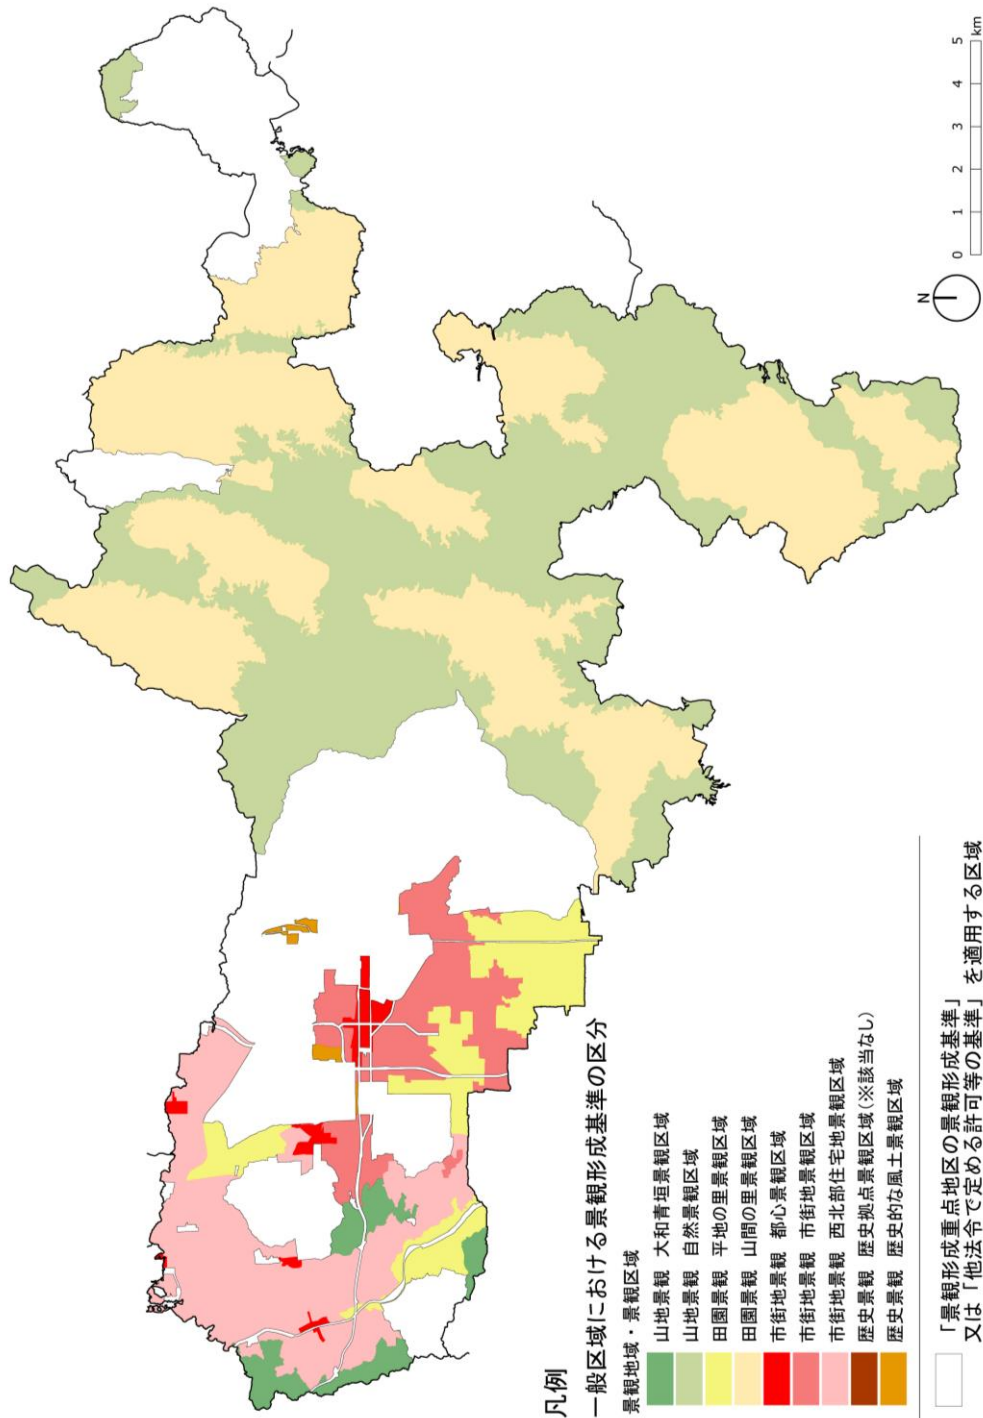 凡例
一般区域における景観形成基準の区分
景観地域・景観区域
山地景観 大和青垣景観区域
山地景観 自然景観区域
田園景観 平地の里景観区域
田園景観 山間の里景観区域
市街地景観 都心景観区域
市街地景観 市街地景観区域
市街地景観 西北部住宅地景観区域
歴史景観 歴史拠点景観区域(※該当なし)
歴史景観 歴史的な風土景観区域
「景観形成重点地区の景観形成基準」
又は「他法令で定める許可等の基準」を適用する区域
N
0 1 2 3 4 5
km